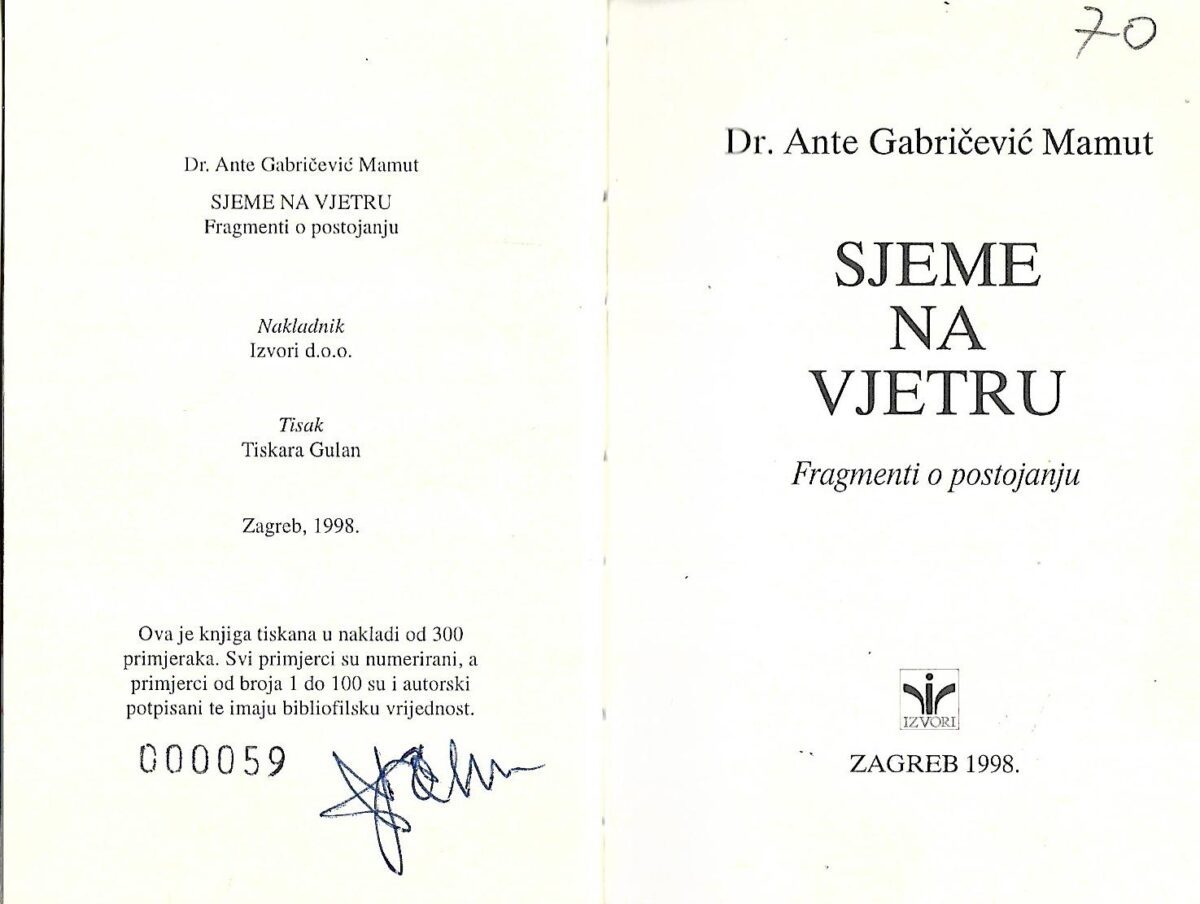 Dr. Ante Gabričević Mamut
SJEME NA VJETRU
Fragmenti o postojanju
Nakladnik
Izvori d.o.o.
Tisak
Tiskara Gulan
Zagreb, 1998.
Ova je knjiga tiskana u nakladi od 300
primjeraka. Svi primjerci su numerirani, a
primjerci od broja 1 do 100 su i autorski
potpisani te imaju bibliofilsku vrijednost.
000059
70
Dr. Ante Gabričević Mamut
SJEME
NA
VJETRU
Fragmenti o postojanju
IZVORI
ZAGREB 1998.